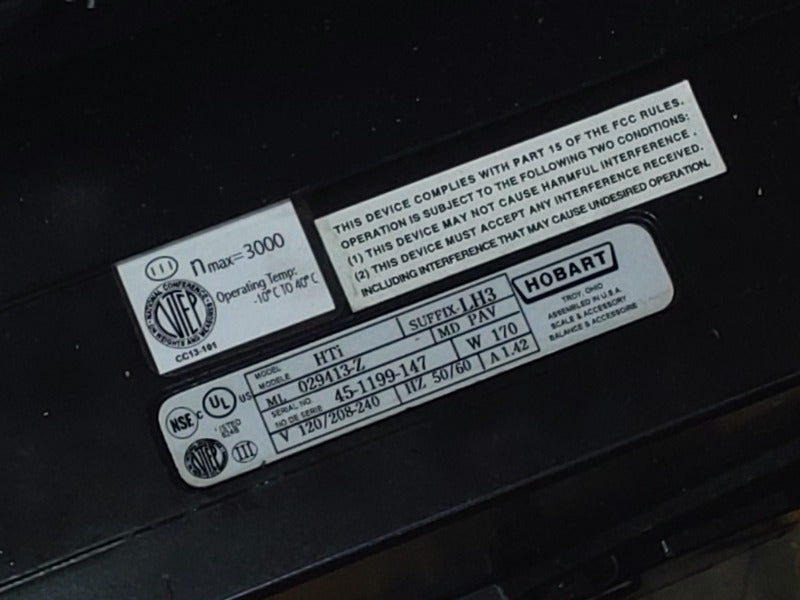 THIS DEVICE COMPLIES WITH PART 15 OF THE FCC RULES.
OPERATION IS SUBJECT TO THE FOLLOWING TWO CONDITIONS:
(1) THIS DEVICE MAY NOT CAUSE HARMFUL INTERFERENCE.
(2) THIS DEVICE MUST ACCEPT ANY INTERFERENCE RECEIVED.
INCLUDING INTERFERENCE THAT MAY CAUSE UNDESIRED OPERATION.
III nmax=3000
Operating Temp:
-10°C TO 40°C
NATIONAL CONFERENCE
NTEP
ON WEIGHTS AND MEASURES
CC13-101
HOBART
TROY, OHIO
ASSEMBLED IN U.S.A.
SCALE & ACCESSORY
BALANCE & ACCESSOIRE
MODEL
MODELE HTi SUFFIX-LH3
ML 029413-Z MD PAV
SERIAL NO.
NO DE SERIE 45-1199-147 W 170
V 120/208-240 HZ 50/60 A 1.42
NSF
C UL US
LISTED
NTEP III